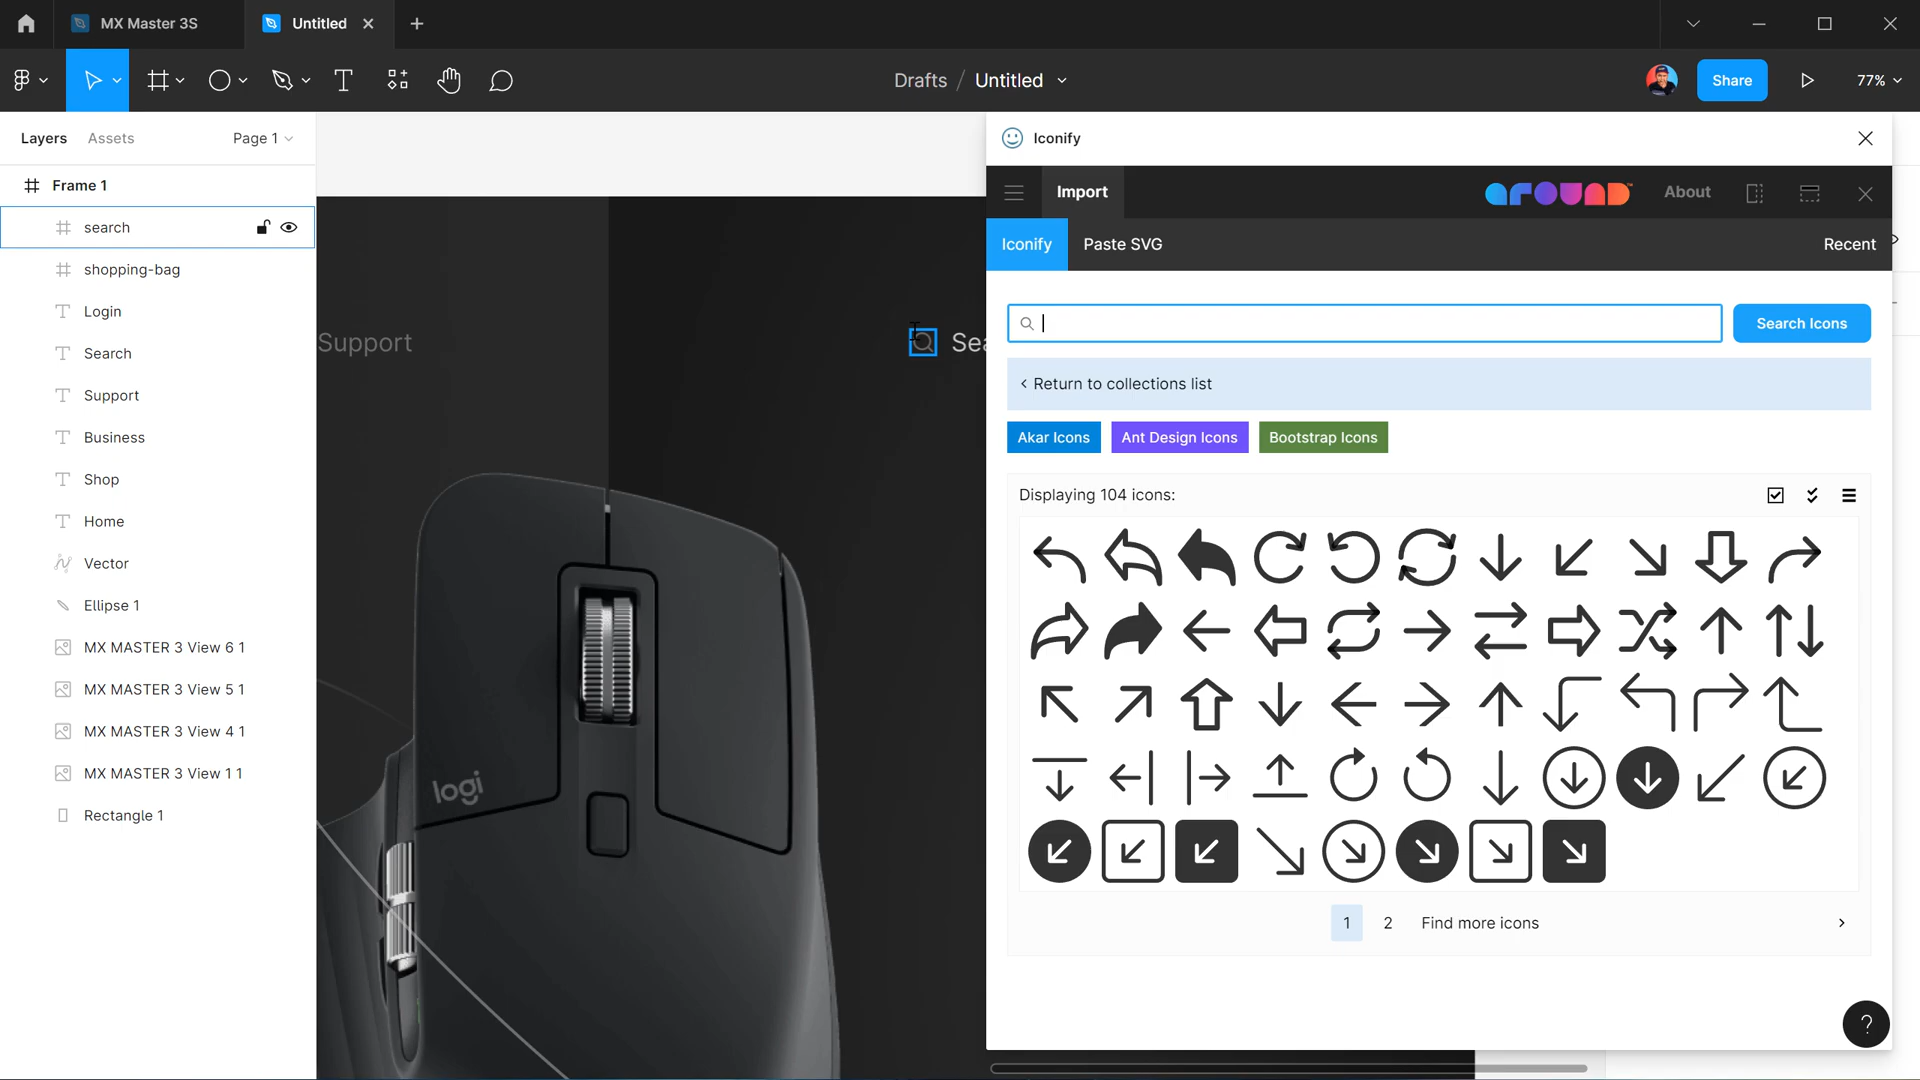 MX Master 3S
Untitled
Drafts / Untitled
Share
77%
Layers
Assets
Page 1
Frame 1
search
shopping-bag
Login
Search
Support
Business
Shop
Home
Vector
Ellipse 1
MX MASTER 3 View 6 1
MX MASTER 3 View 5 1
MX MASTER 3 View 4 1
MX MASTER 3 View 1 1
Rectangle 1
Support
Sea
logi
Iconify
Import
around
About
Iconify
Paste SVG
Recent
Search Icons
< Return to collections list
Akar Icons
Ant Design Icons
Bootstrap Icons
Displaying 104 icons:
1
2
Find more icons
?